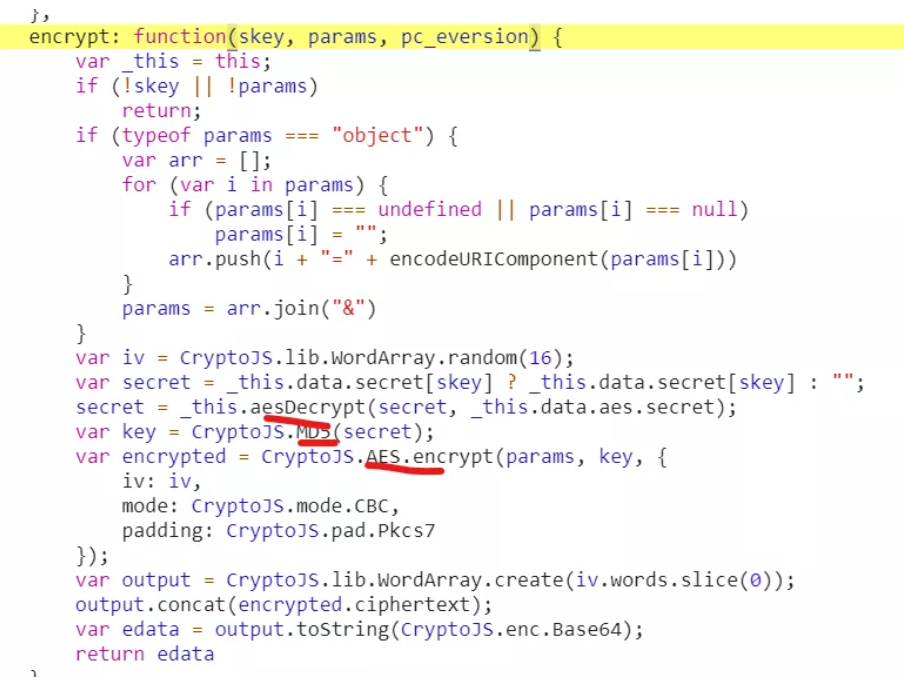 },
encrypt: function(skey, params, pc_eversion) {
    var _this = this;
    if (!skey || !params)
        return;
    if (typeof params === "object") {
        var arr = [];
        for (var i in params) {
            if (params[i] === undefined || params[i] === null)
                params[i] = "";
            arr.push(i + "=" + encodeURIComponent(params[i]))
        }
        params = arr.join("&")
    }
    var iv = CryptoJS.lib.WordArray.random(16);
    var secret = _this.data.secret[skey] ? _this.data.secret[skey] : "";
    secret = _this.aesDecrypt(secret, _this.data.aes.secret);
    var key = CryptoJS.MD5(secret);
    var encrypted = CryptoJS.AES.encrypt(params, key, {
        iv: iv,
        mode: CryptoJS.mode.CBC,
        padding: CryptoJS.pad.Pkcs7
    });
    var output = CryptoJS.lib.WordArray.create(iv.words.slice(0));
    output.concat(encrypted.ciphertext);
    var edata = output.toString(CryptoJS.enc.Base64);
    return edata
}